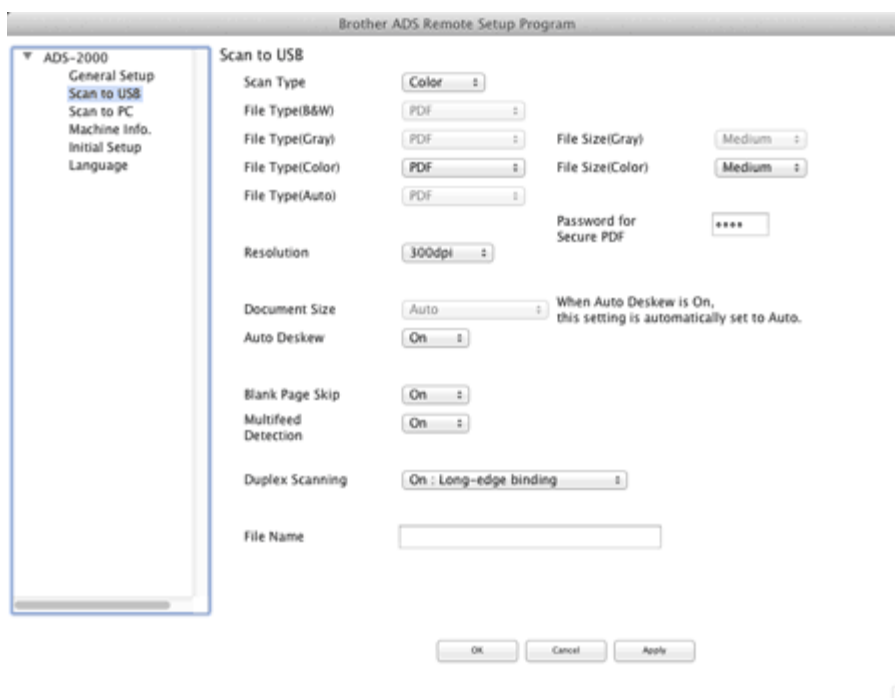 Brother ADS Remote Setup Program
ADS-2000
General Setup
Scan to USB
Scan to PC
Machine Info.
Initial Setup
Language
Scan to USB
Scan Type Color
File Type(B&W) PDF
File Type(Gray) PDF File Size(Gray) Medium
File Type(Color) PDF File Size(Color) Medium
File Type(Auto) PDF
Password for
Secure PDF ••••
Resolution 300dpi
Document Size Auto When Auto Deskew is On,
this setting is automatically set to Auto.
Auto Deskew On
Blank Page Skip On
Multifeed
Detection On
Duplex Scanning On : Long-edge binding
File Name
OK Cancel Apply